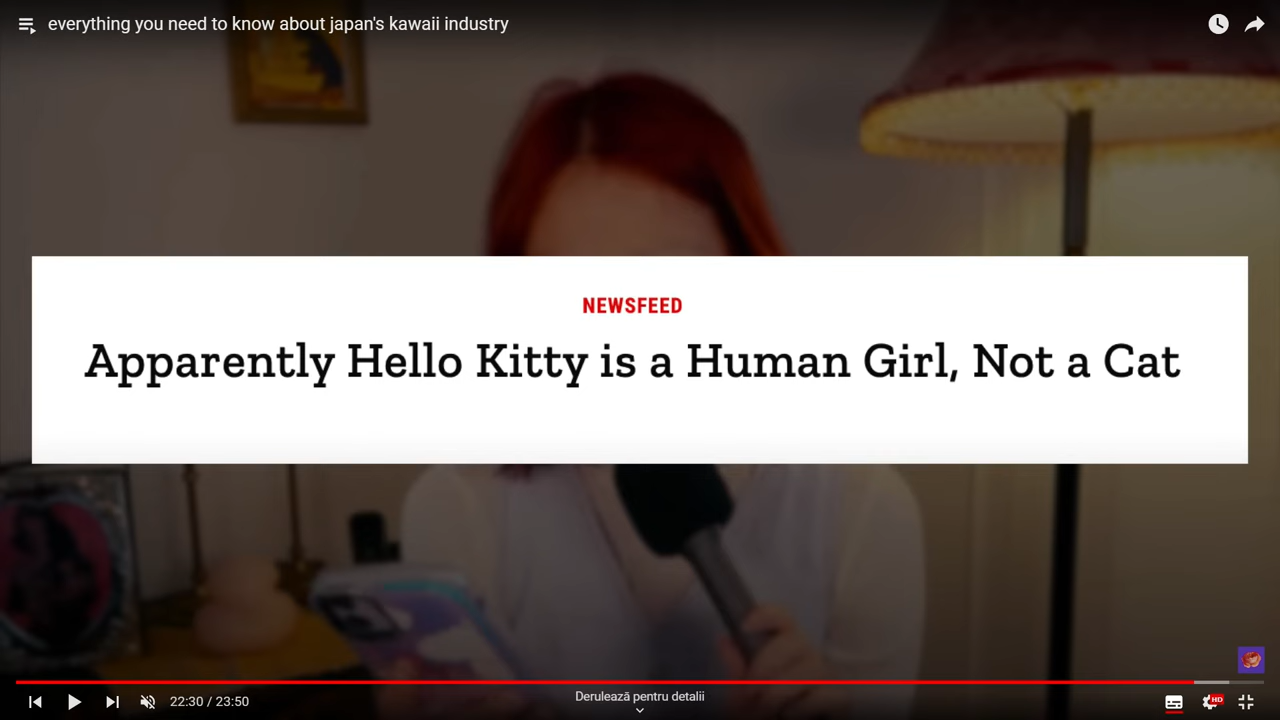 everything you need to know about japan's kawaii industry
NEWSFEED
Apparently Hello Kitty is a Human Girl, Not a Cat
22:30 / 23:50
Derulează pentru detalii
HD